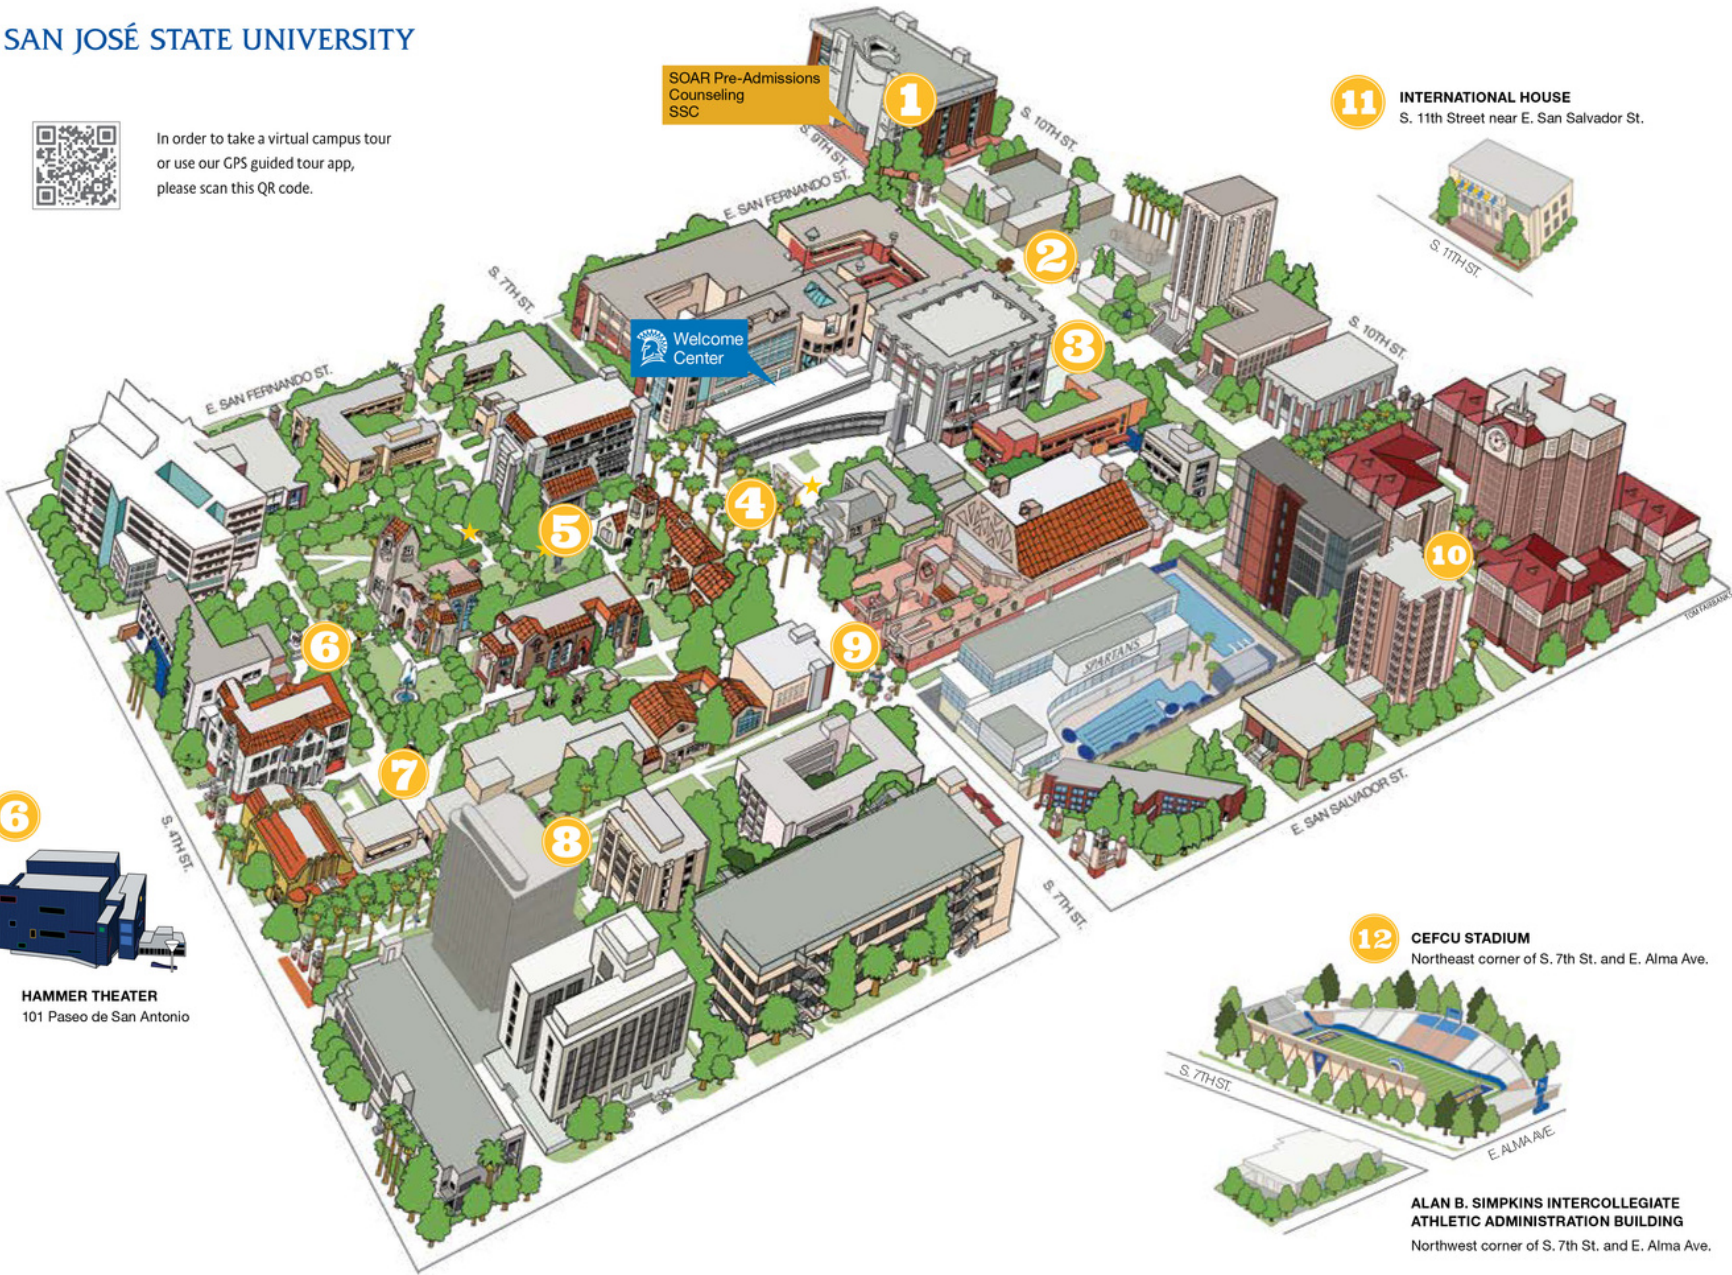 SAN JOSÉ STATE UNIVERSITY
In order to take a virtual campus tour
or use our GPS guided tour app,
please scan this QR code.
SOAR Pre-Admissions
Counseling
SSC
1
S. 9TH ST.
S. 10TH ST.
E. SAN FERNANDO ST.
11
INTERNATIONAL HOUSE
S. 11th Street near E. San Salvador St.
S. 11TH ST.
2
S. 7TH ST.
Welcome
Center
3
S. 10TH ST.
E. SAN FERNANDO ST.
4
5
10
6
9
SPARTANS
7
8
E. SAN SALVADOR ST.
S. 4TH ST.
6
HAMMER THEATER
101 Paseo de San Antonio
S. 7TH ST.
12
CEFCU STADIUM
Northeast corner of S. 7th St. and E. Alma Ave.
S. 7TH ST.
E. ALMA AVE.
ALAN B. SIMPKINS INTERCOLLEGIATE
ATHLETIC ADMINISTRATION BUILDING
Northwest corner of S. 7th St. and E. Alma Ave.